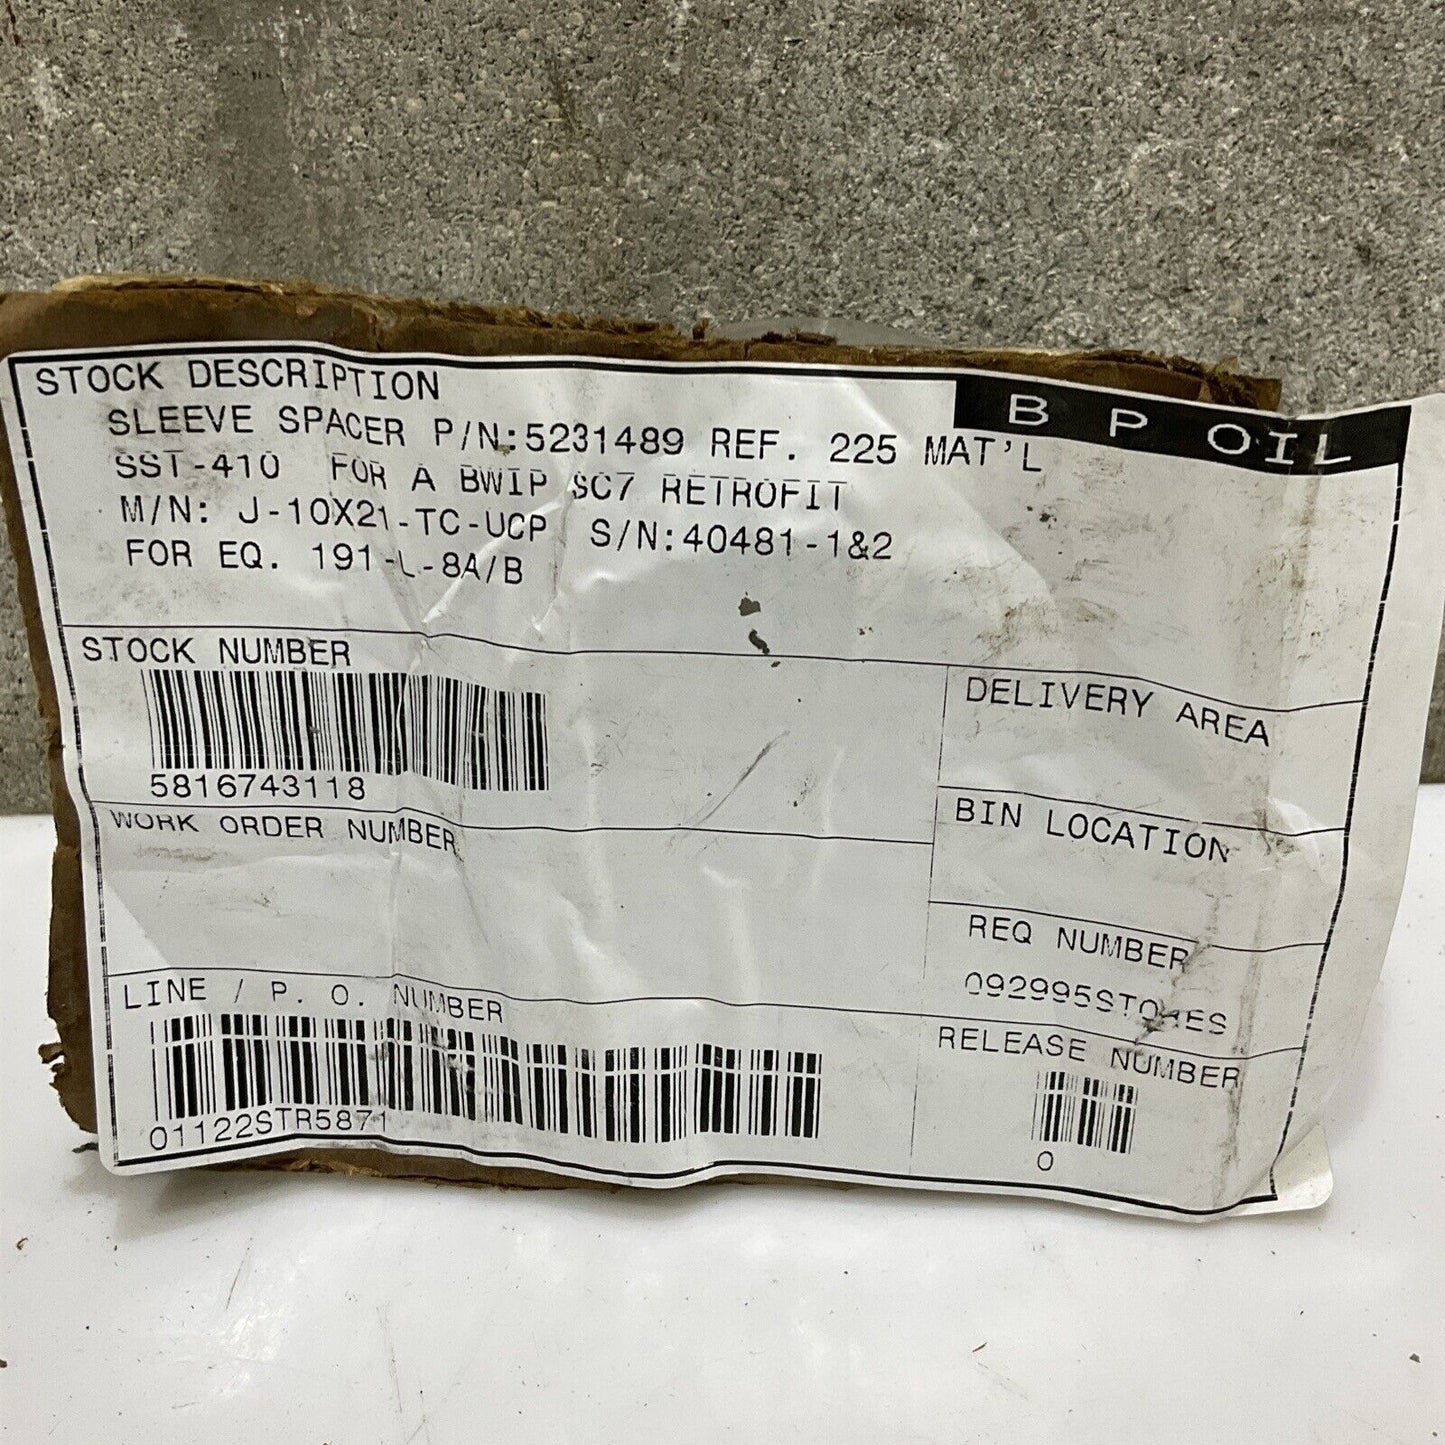 STOCK DESCRIPTION
B P OIL
SLEEVE SPACER P/N:5231489 REF. 225 MAT'L
SST-410 FOR A BWIP SC7 RETROFIT
M/N: J-10X21-TC-UCP S/N:40481-1&2
FOR EQ. 191-L-8A/B
STOCK NUMBER
5816743118
DELIVERY AREA
WORK ORDER NUMBER
BIN LOCATION
REQ NUMBER
092995STOKES
LINE / P. O. NUMBER
01122STR5871
RELEASE NUMBER
0